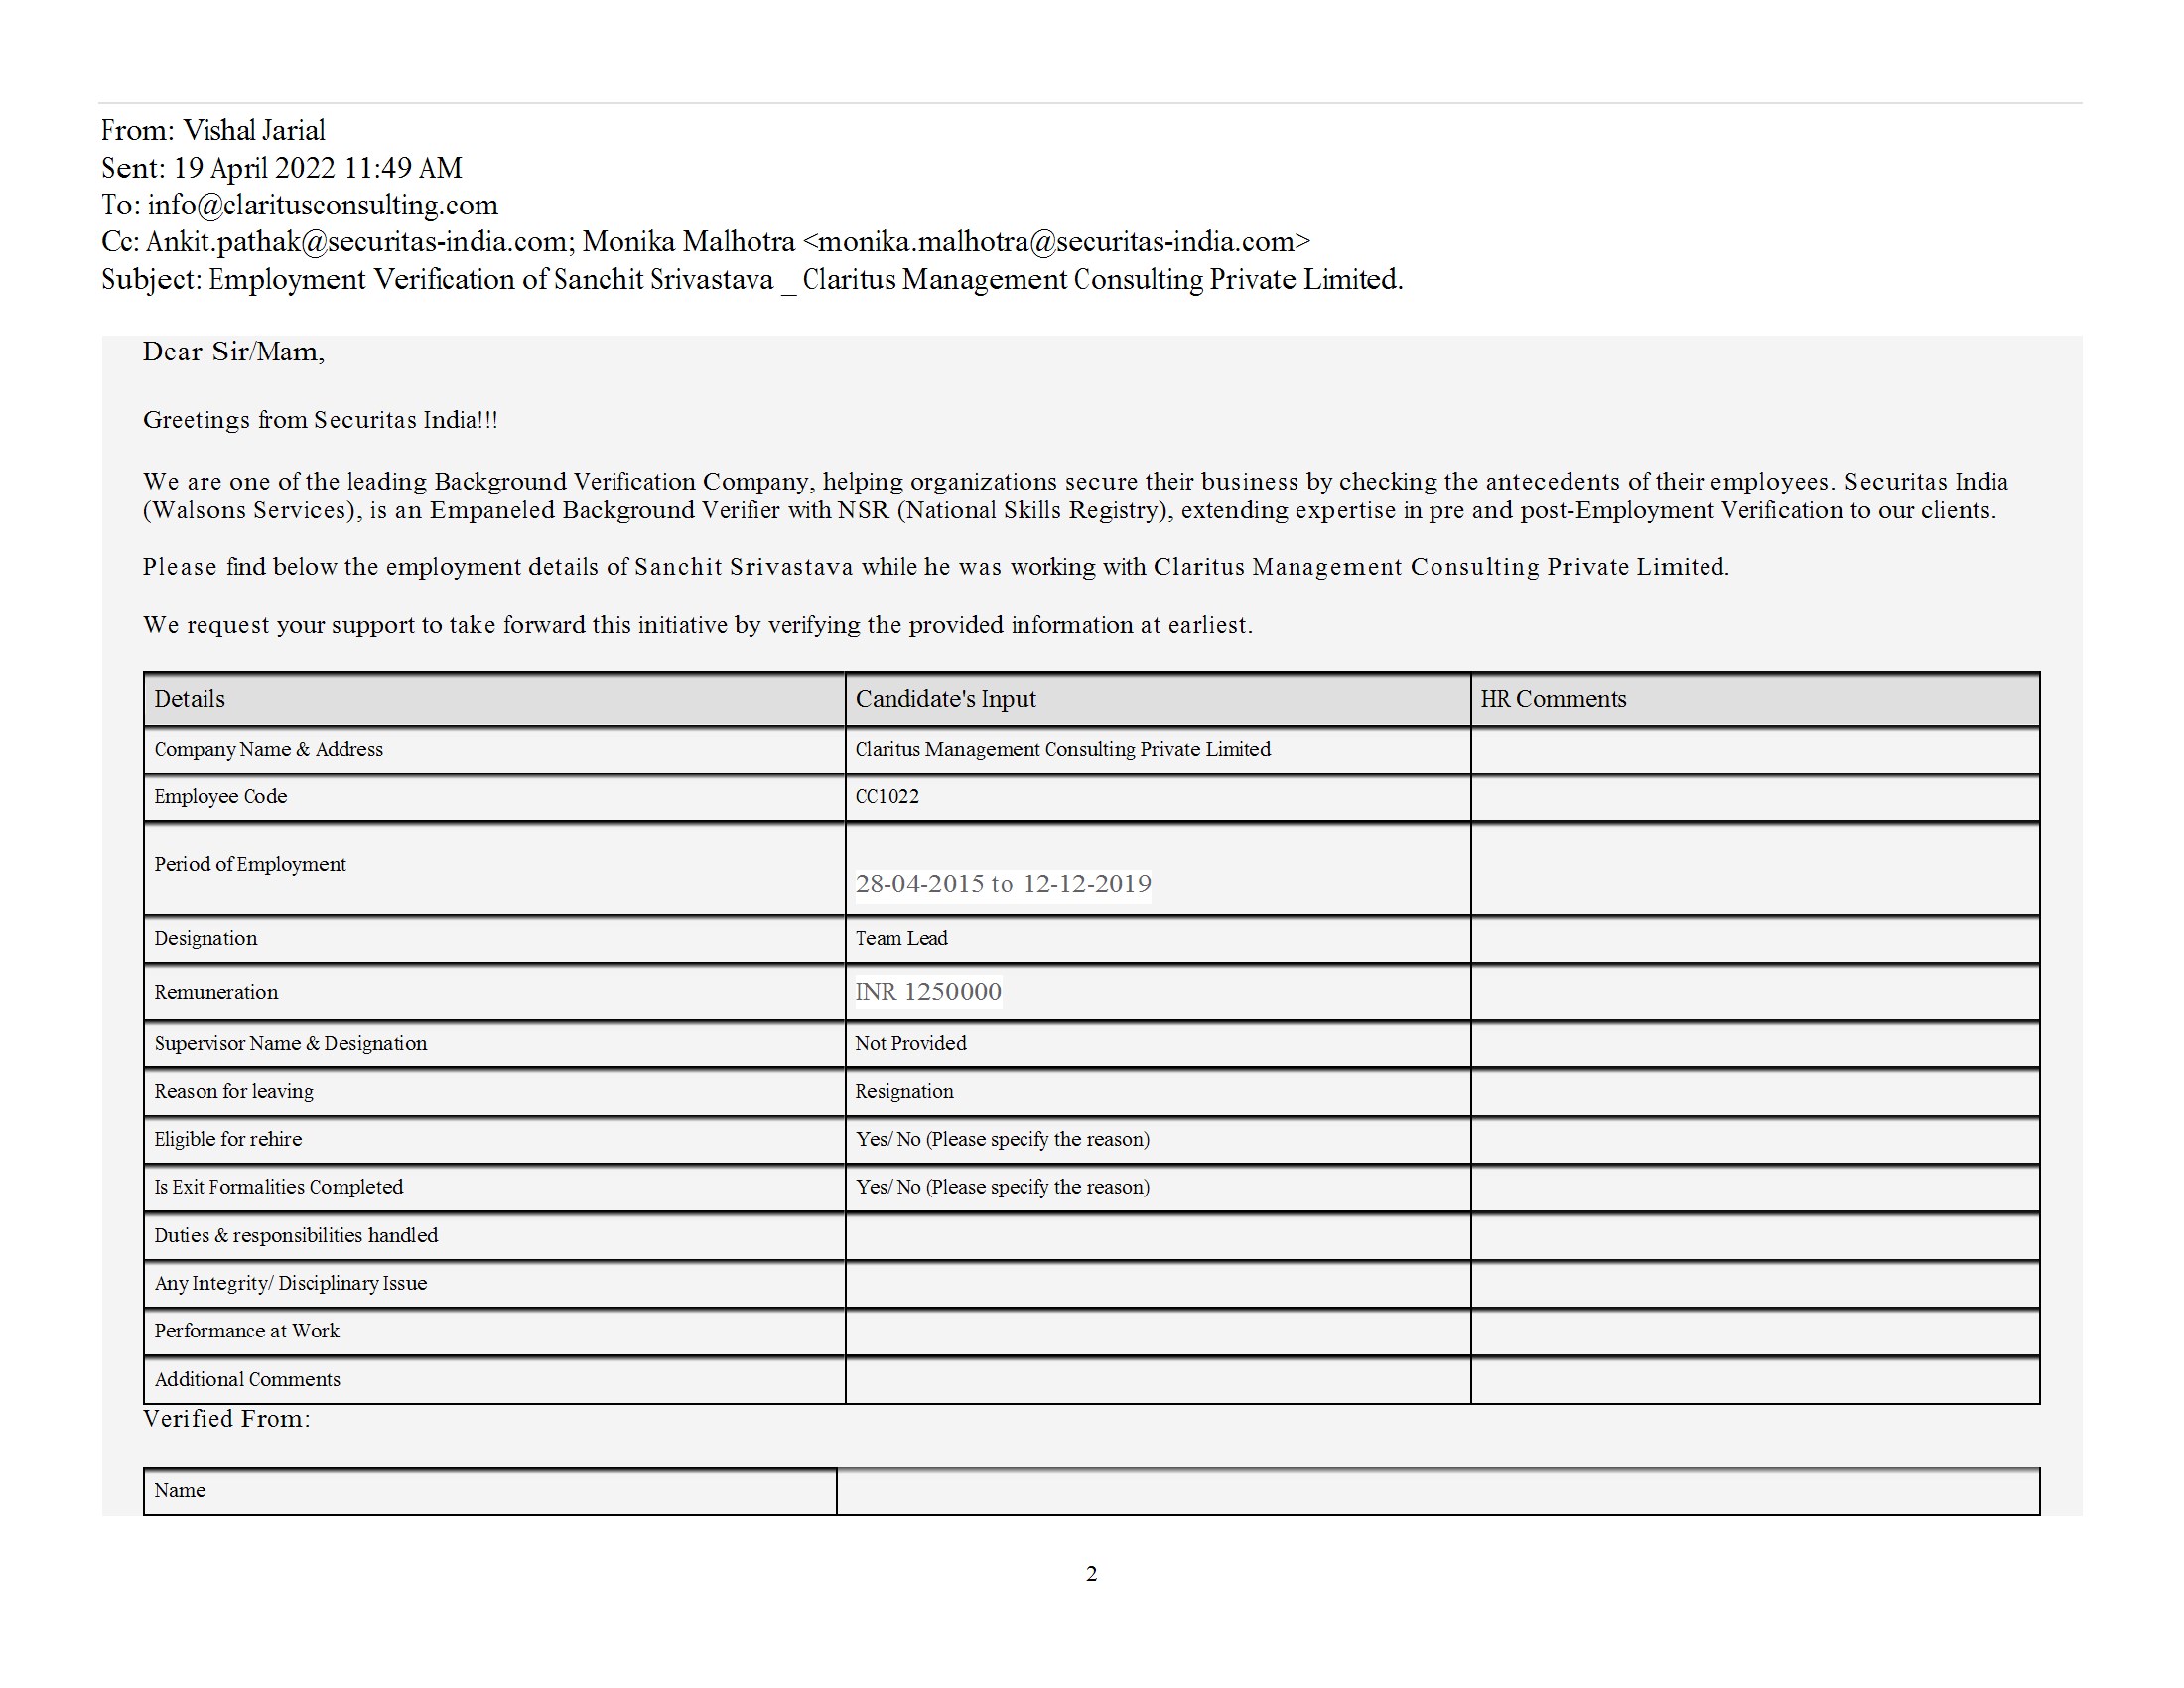 From: Vishal Jarial
Sent: 19 April 2022 11:49 AM
To: info@claritusconsulting.com
Cc: Ankit.pathak@securitas-india.com; Monika Malhotra <monika.malhotra@securitas-india.com>
Subject: Employment Verification of Sanchit Srivastava _ Claritus Management Consulting Private Limited.
Dear Sir/Mam,
Greetings from Securitas India!!!
We are one of the leading Background Verification Company, helping organizations secure their business by checking the antecedents of their employees. Securitas India
(Walsons Services), is an Empaneled Background Verifier with NSR (National Skills Registry), extending expertise in pre and post-Employment Verification to our clients.
Please find below the employment details of Sanchit Srivastava while he was working with Claritus Management Consulting Private Limited.
We request your support to take forward this initiative by verifying the provided information at earliest.
Details Candidate's Input HR Comments
Company Name & Address Claritus Management Consulting Private Limited
Employee Code CC1022
Period of Employment 28-04-2015 to 12-12-2019
Designation Team Lead
Remuneration INR 1250000
Supervisor Name & Designation Not Provided
Reason for leaving Resignation
Eligible for rehire Yes/ No (Please specify the reason)
Is Exit Formalities Completed Yes/ No (Please specify the reason)
Duties & responsibilities handled
Any Integrity/ Disciplinary Issue
Performance at Work
Additional Comments
Verified From:
Name
2